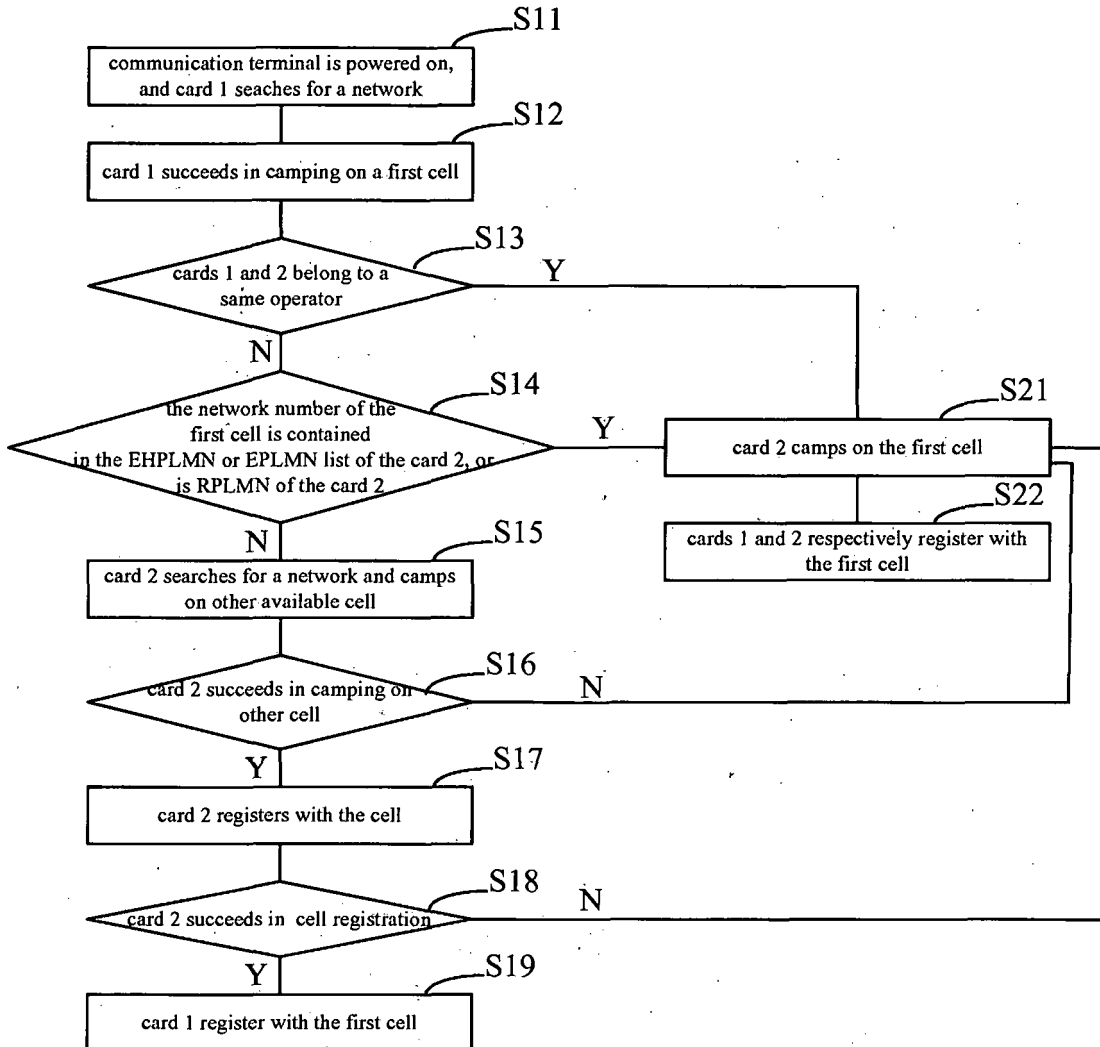 S11
communication terminal is powered on,
and card 1 seaches for a network
S12
card 1 succeeds in camping on a first cell
S13
cards 1 and 2 belong to a
same operator
Y
N
S14
the network number of the
first cell is contained
in the EHPLMN or EPLMN list of the card 2, or
is RPLMN of the card 2
Y
S21
card 2 camps on the first cell
S22
cards 1 and 2 respectively register with
the first cell
N
S15
card 2 searches for a network and camps
on other available cell
S16
card 2 succeeds in camping on
other cell
N
Y
S17
card 2 registers with the cell
S18
card 2 succeeds in cell registration
N
Y
S19
card 1 register with the first cell